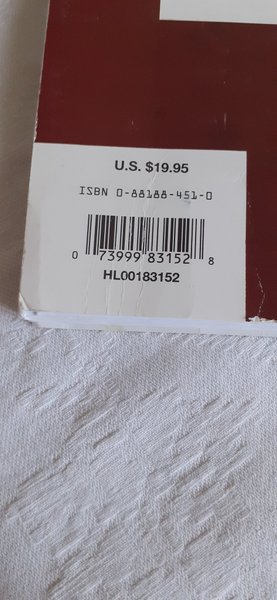 U.S. $19.95
ISBN 0-88188-451-0
0 73999 83152 8
HL00183152